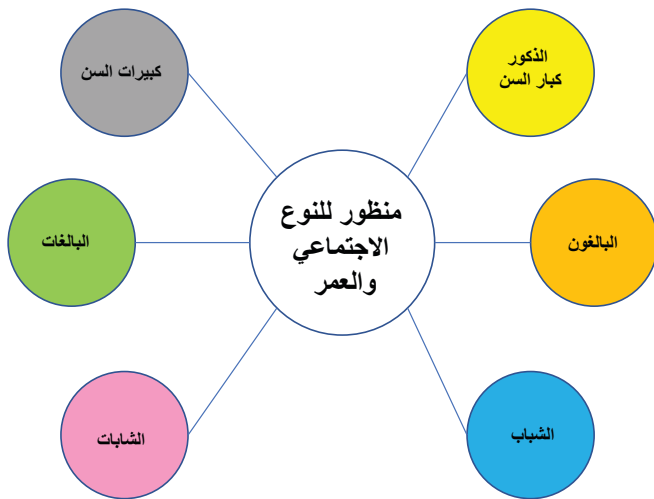 الذكور
كبار السن
كبيرات السن
منظور للنوع
الاجتماعي
والعمر
البالغون
البالغات
الشباب
الشابات